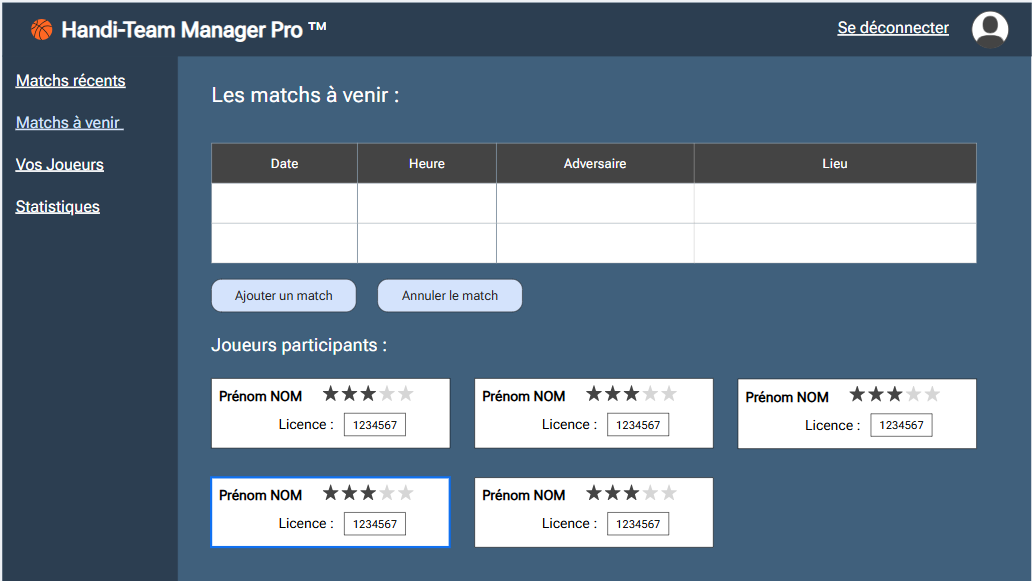 Handi-Team Manager Pro ™
Se déconnecter
Matchs récents
Matchs à venir
Vos Joueurs
Statistiques
Les matchs à venir :
Date Heure Adversaire Lieu
Ajouter un match Annuler le match
Joueurs participants :
Prénom NOM Prénom NOM Prénom NOM
Licence : 1234567 Licence : 1234567 Licence : 1234567
Prénom NOM Prénom NOM
Licence : 1234567 Licence : 1234567